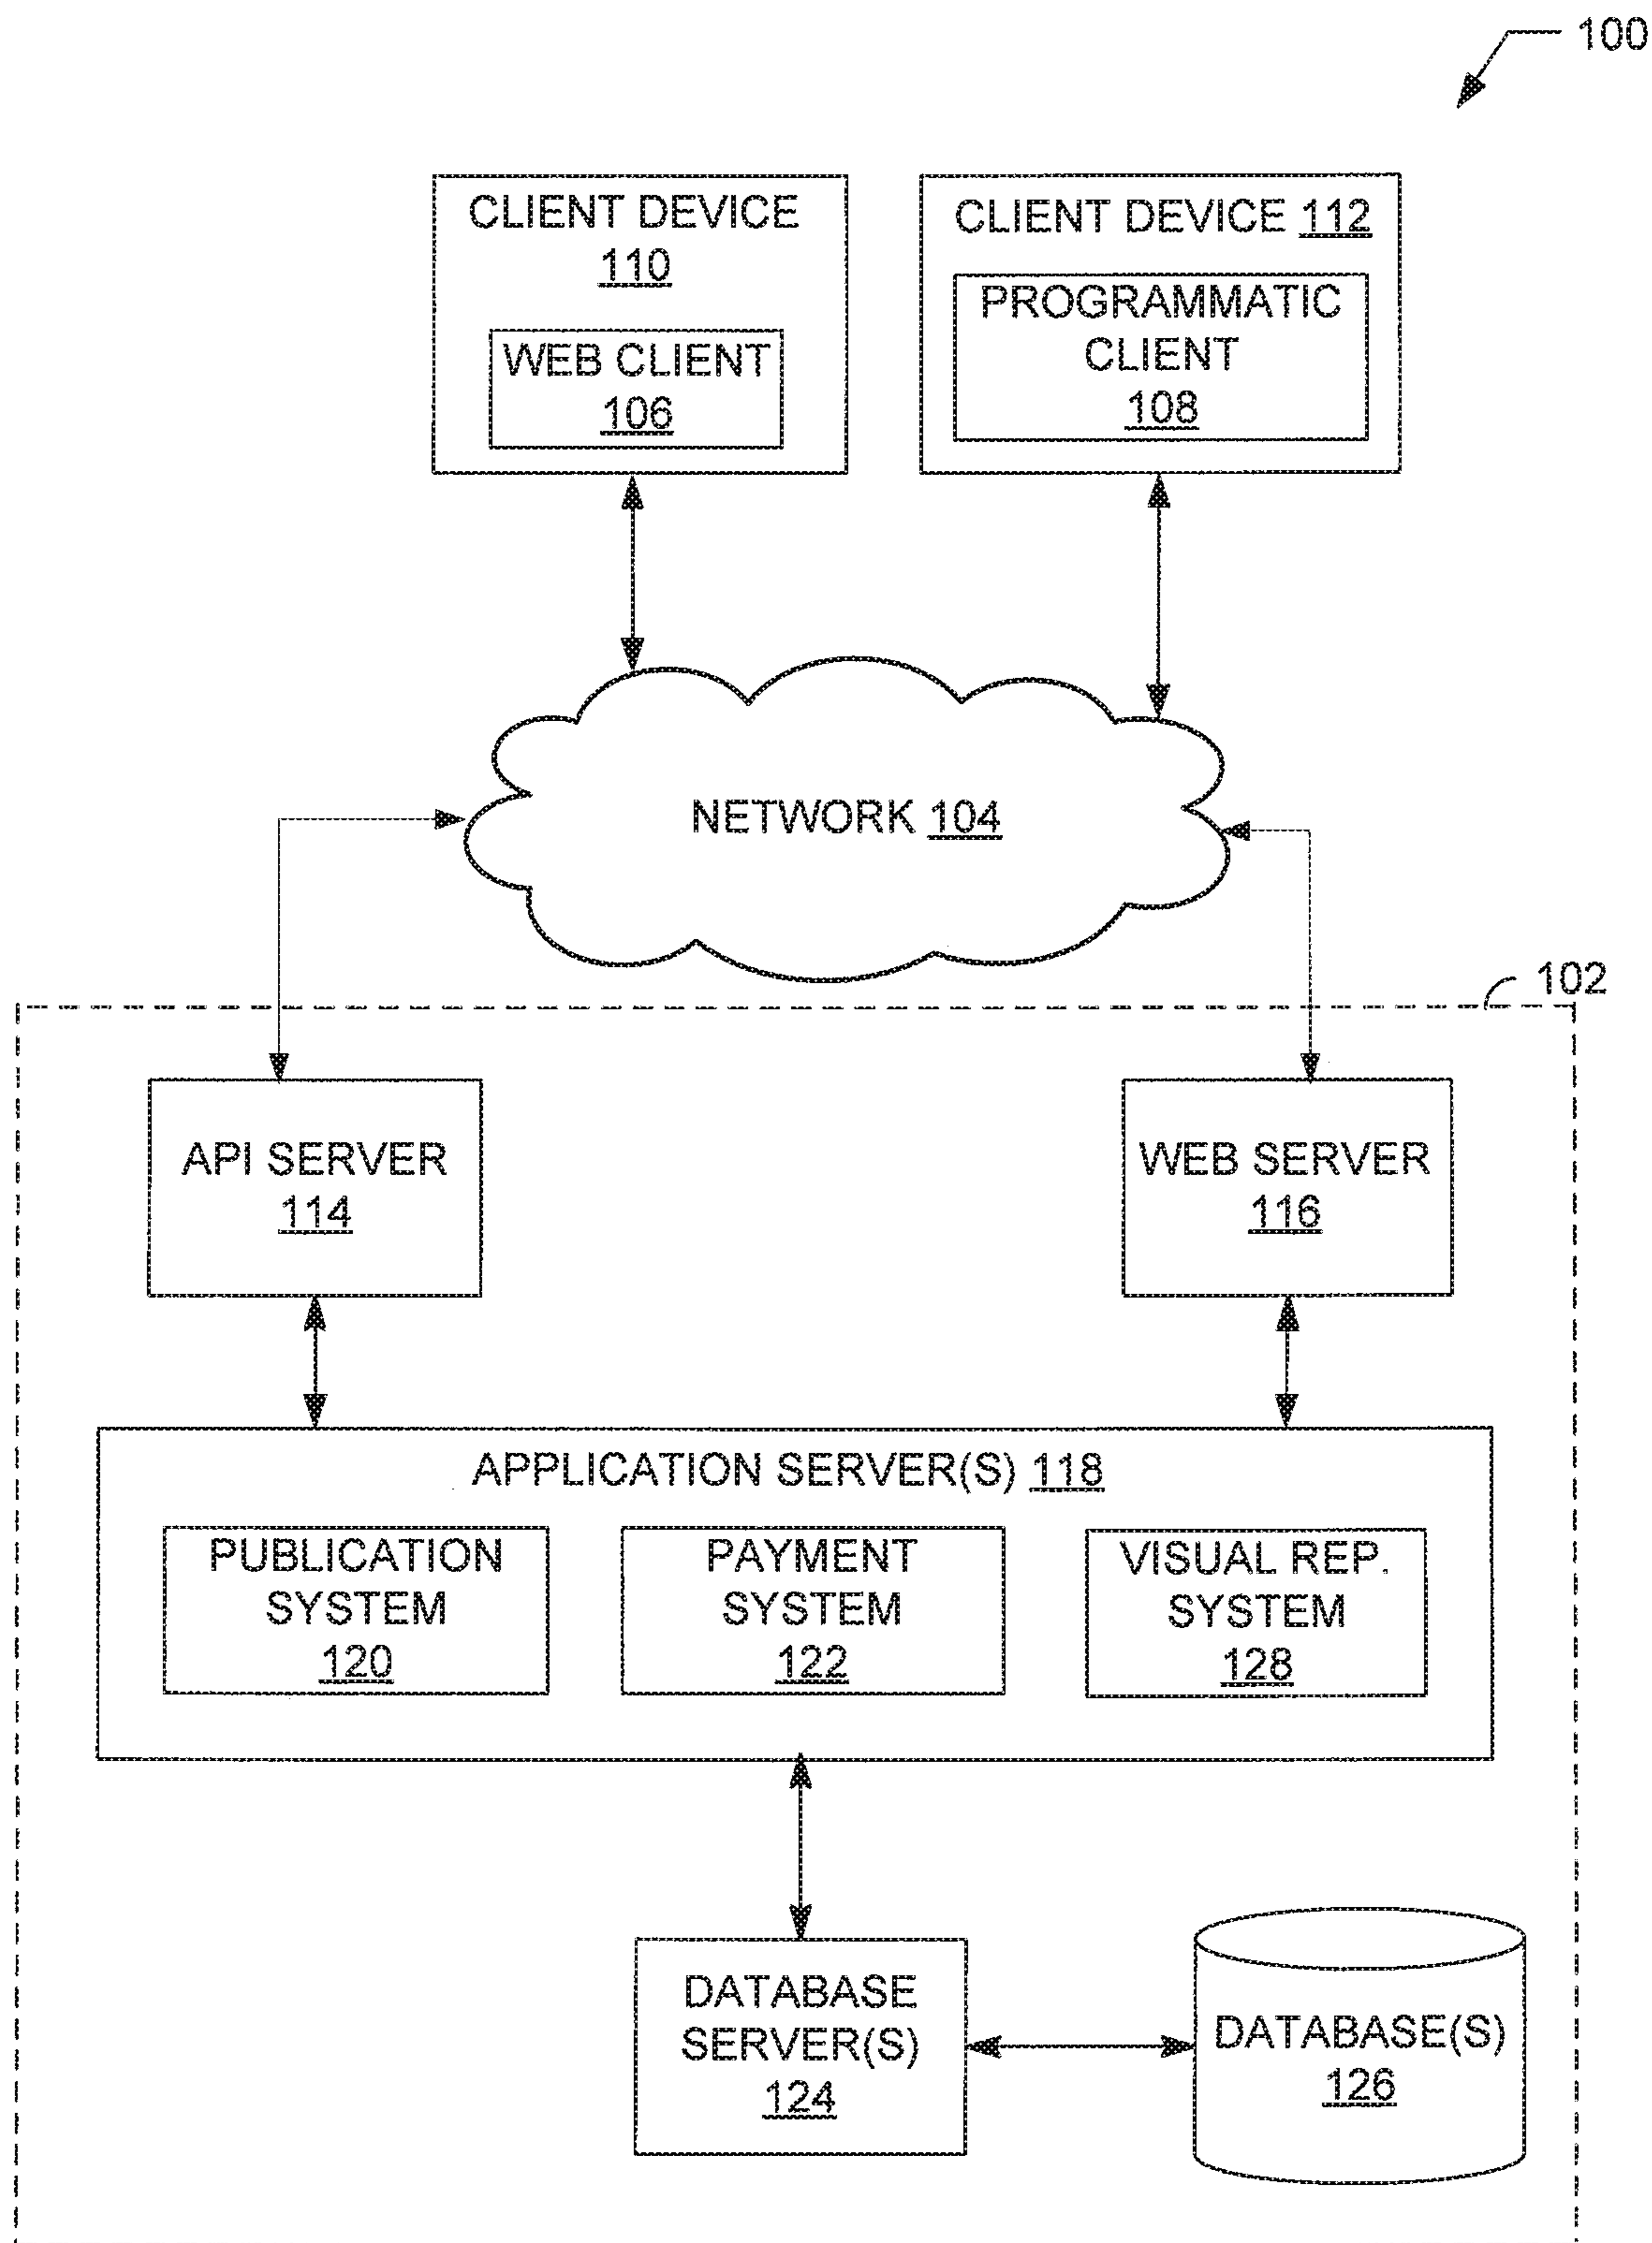 100
CLIENT DEVICE
110
WEB CLIENT
106
CLIENT DEVICE 112
PROGRAMMATIC
CLIENT
108
NETWORK 104
102
API SERVER
114
WEB SERVER
116
APPLICATION SERVER(S) 118
PUBLICATION
SYSTEM
120
PAYMENT
SYSTEM
122
VISUAL REP.
SYSTEM
128
DATABASE
SERVER(S)
124
DATABASE(S)
126